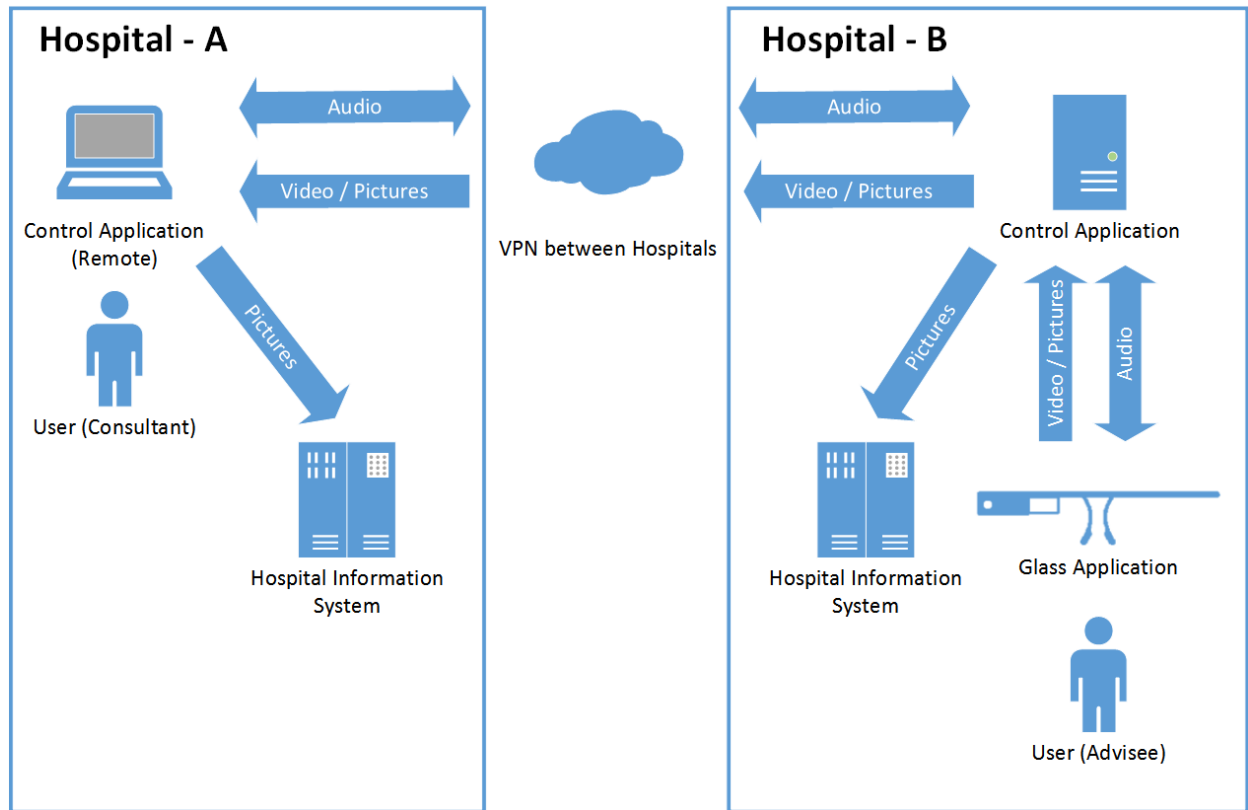 Hospital - A
Audio
Video / Pictures
Control Application
(Remote)
Pictures
User (Consultant)
Hospital Information
System
VPN between Hospitals
Hospital - B
Audio
Video / Pictures
Control Application
Pictures
Video / Pictures
Audio
Hospital Information
System
Glass Application
User (Advisee)